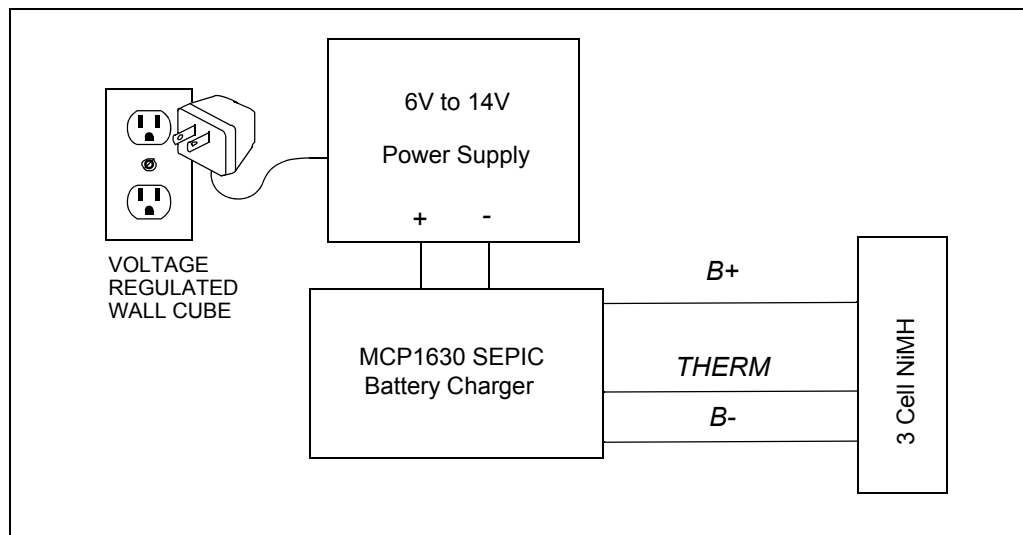 6V to 14V
Power Supply
+ -
VOLTAGE
REGULATED
WALL CUBE
MCP1630 SEPIC
Battery Charger
B+
THERM
B-
3 Cell NiMH